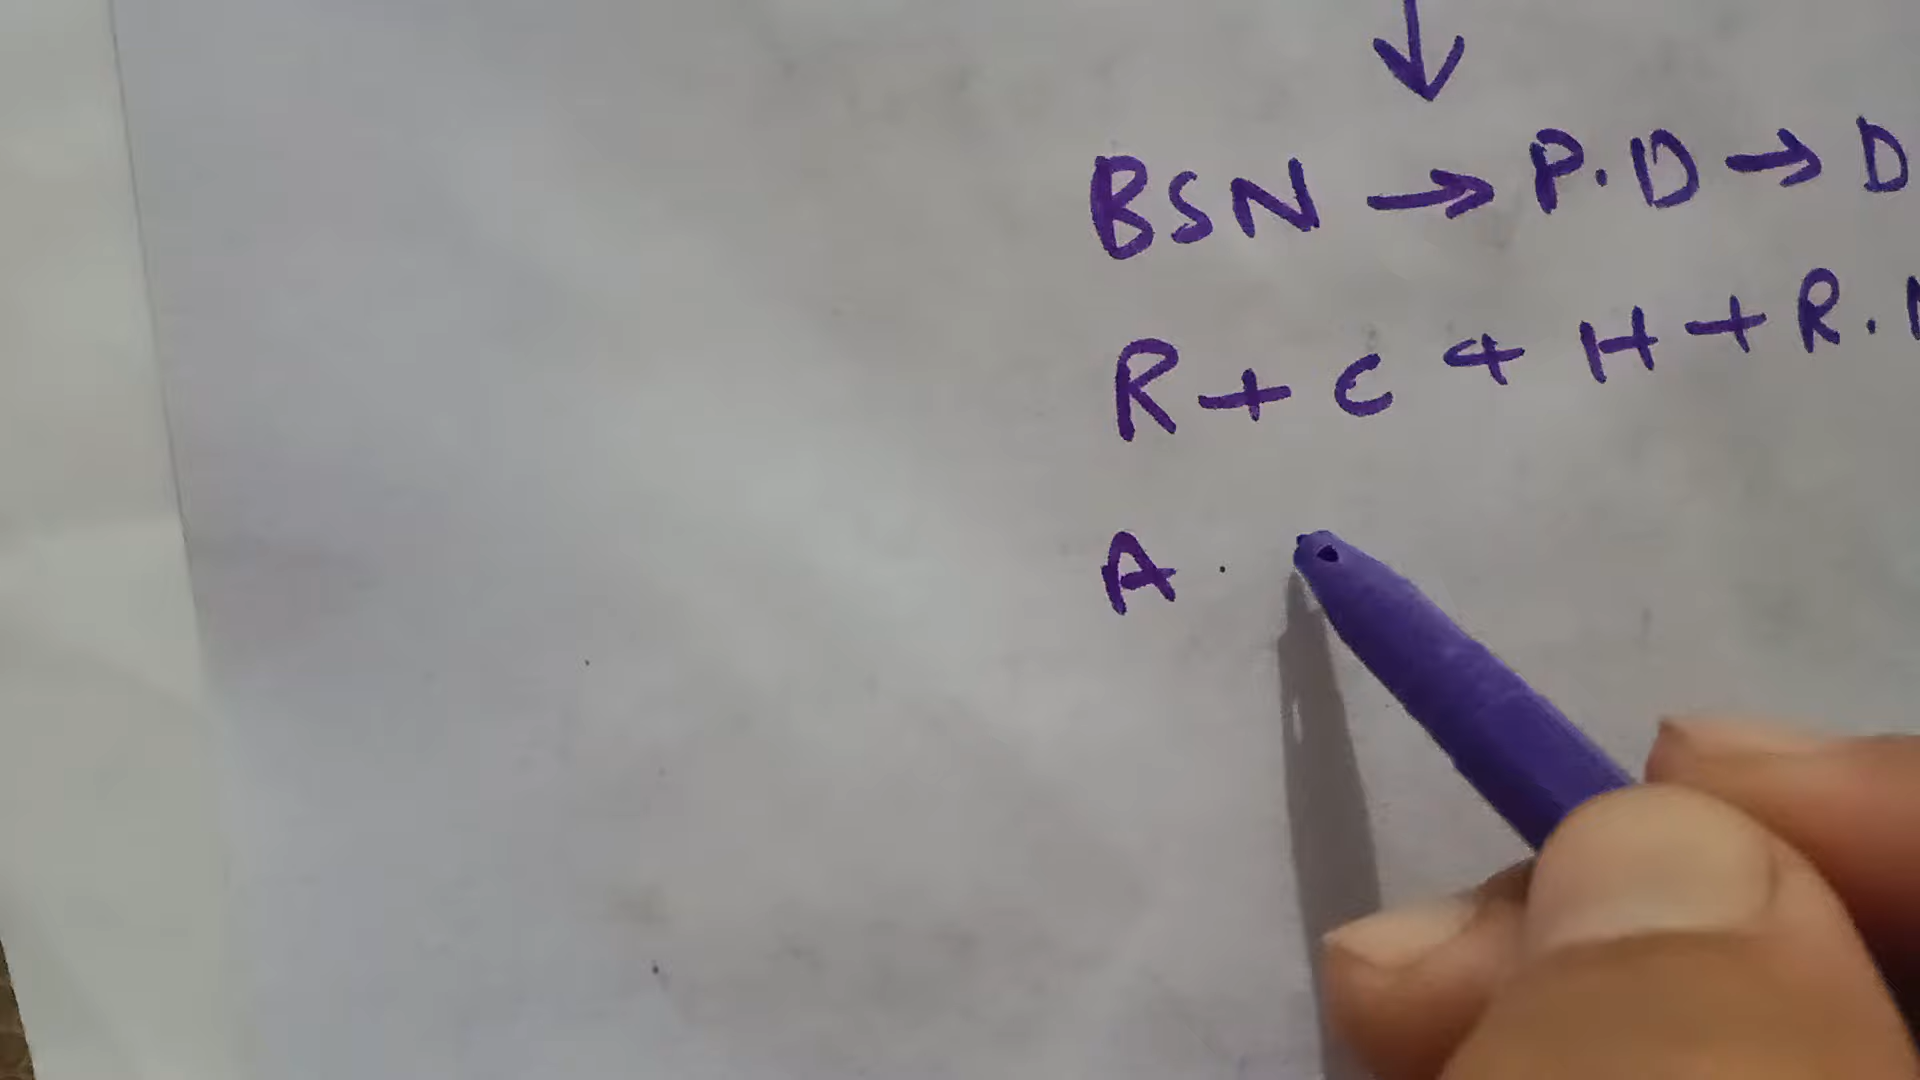 ↓
BSN → P.D → D
R + C + H + R.
A